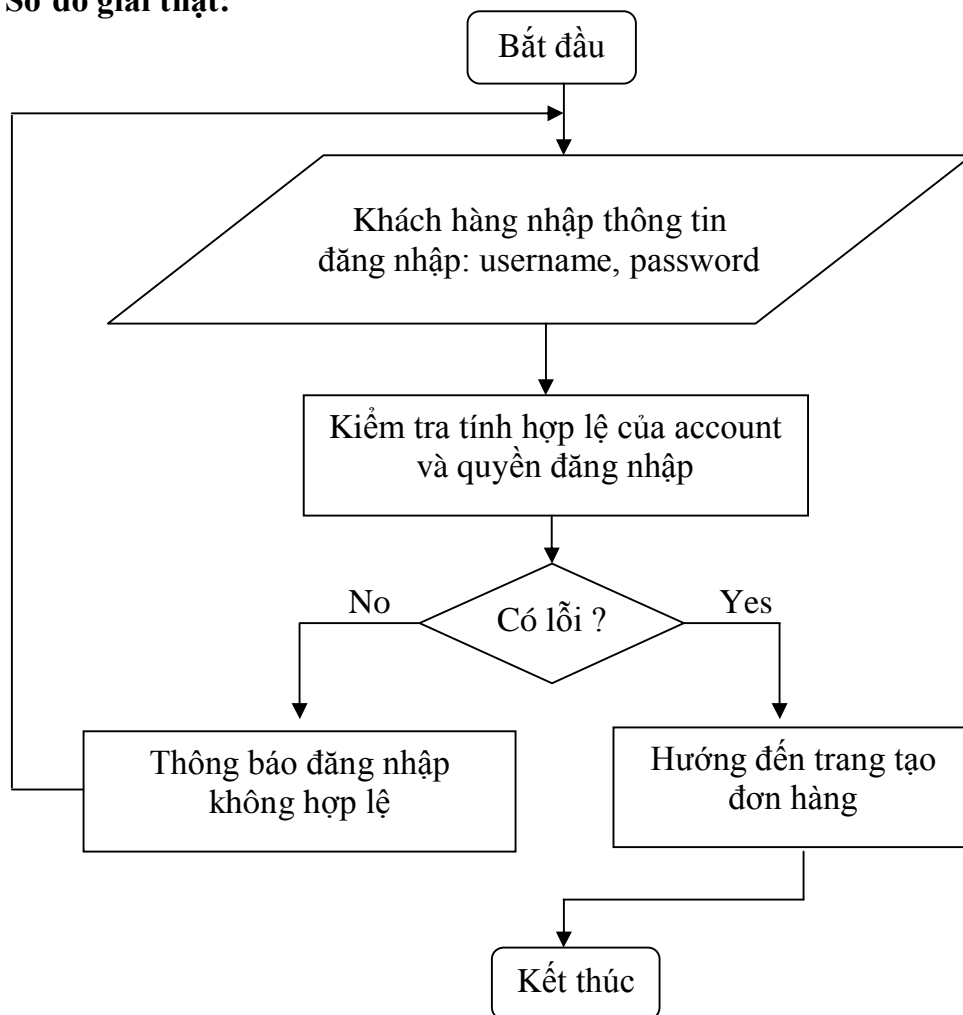 Sơ đồ giải thật:
Bắt đầu
Khách hàng nhập thông tin
đăng nhập: username, password
Kiểm tra tính hợp lệ của account
và quyền đăng nhập
No
Có lỗi ?
Yes
Thông báo đăng nhập
không hợp lệ
Hướng đến trang tạo
đơn hàng
Kết thúc